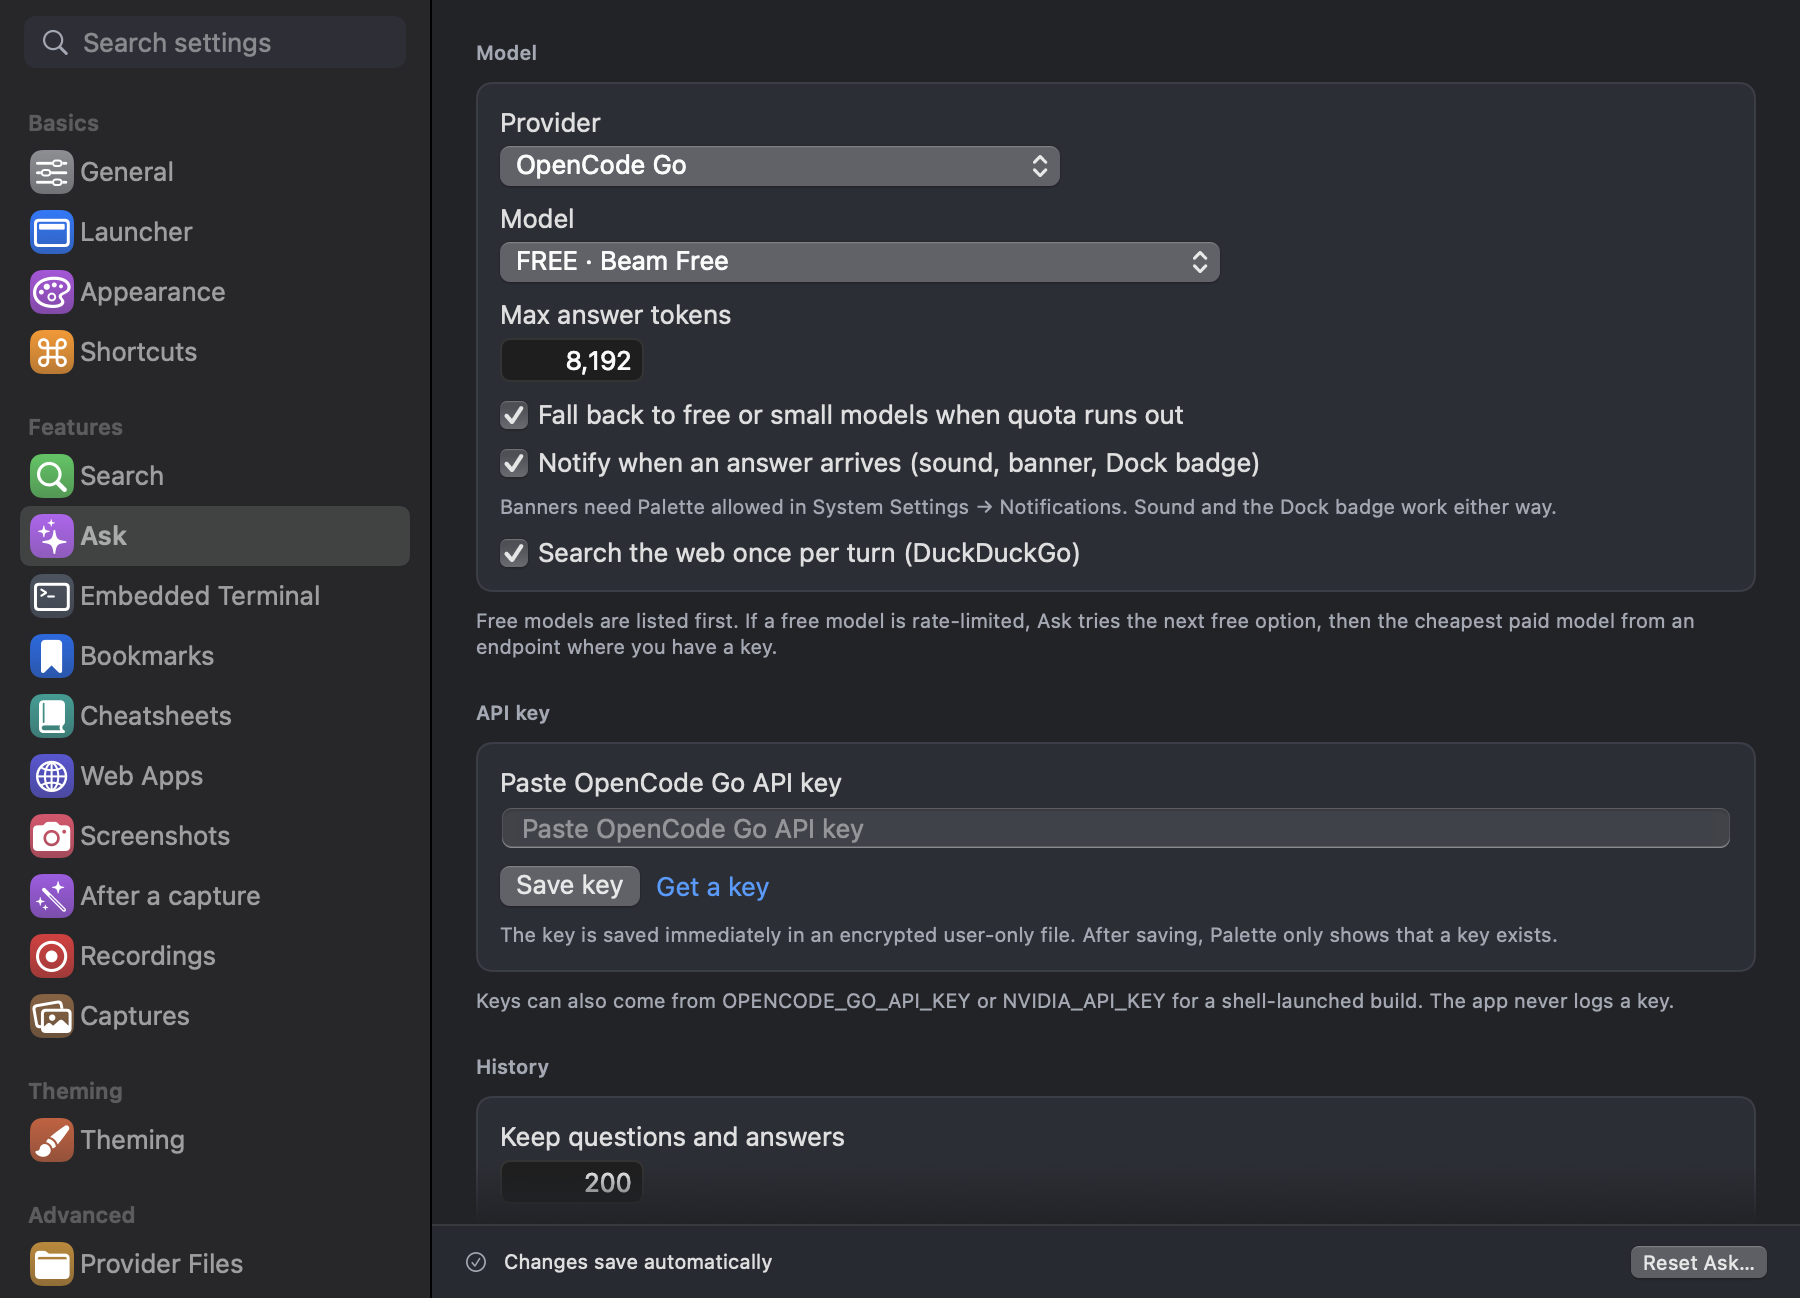 Search settings
Basics
General
Launcher
Appearance
Shortcuts
Features
Search
Ask
Embedded Terminal
Bookmarks
Cheatsheets
Web Apps
Screenshots
After a capture
Recordings
Captures
Theming
Theming
Advanced
Provider Files
Model
Provider
OpenCode Go
Model
FREE · Beam Free
Max answer tokens
8,192
Fall back to free or small models when quota runs out
Notify when an answer arrives (sound, banner, Dock badge)
Banners need Palette allowed in System Settings → Notifications. Sound and the Dock badge work either way.
Search the web once per turn (DuckDuckGo)
Free models are listed first. If a free model is rate-limited, Ask tries the next free option, then the cheapest paid model from an
endpoint where you have a key.
API key
Paste OpenCode Go API key
Paste OpenCode Go API key
Save key Get a key
The key is saved immediately in an encrypted user-only file. After saving, Palette only shows that a key exists.
Keys can also come from OPENCODE_GO_API_KEY or NVIDIA_API_KEY for a shell-launched build. The app never logs a key.
History
Keep questions and answers
200
Changes save automatically
Reset Ask...